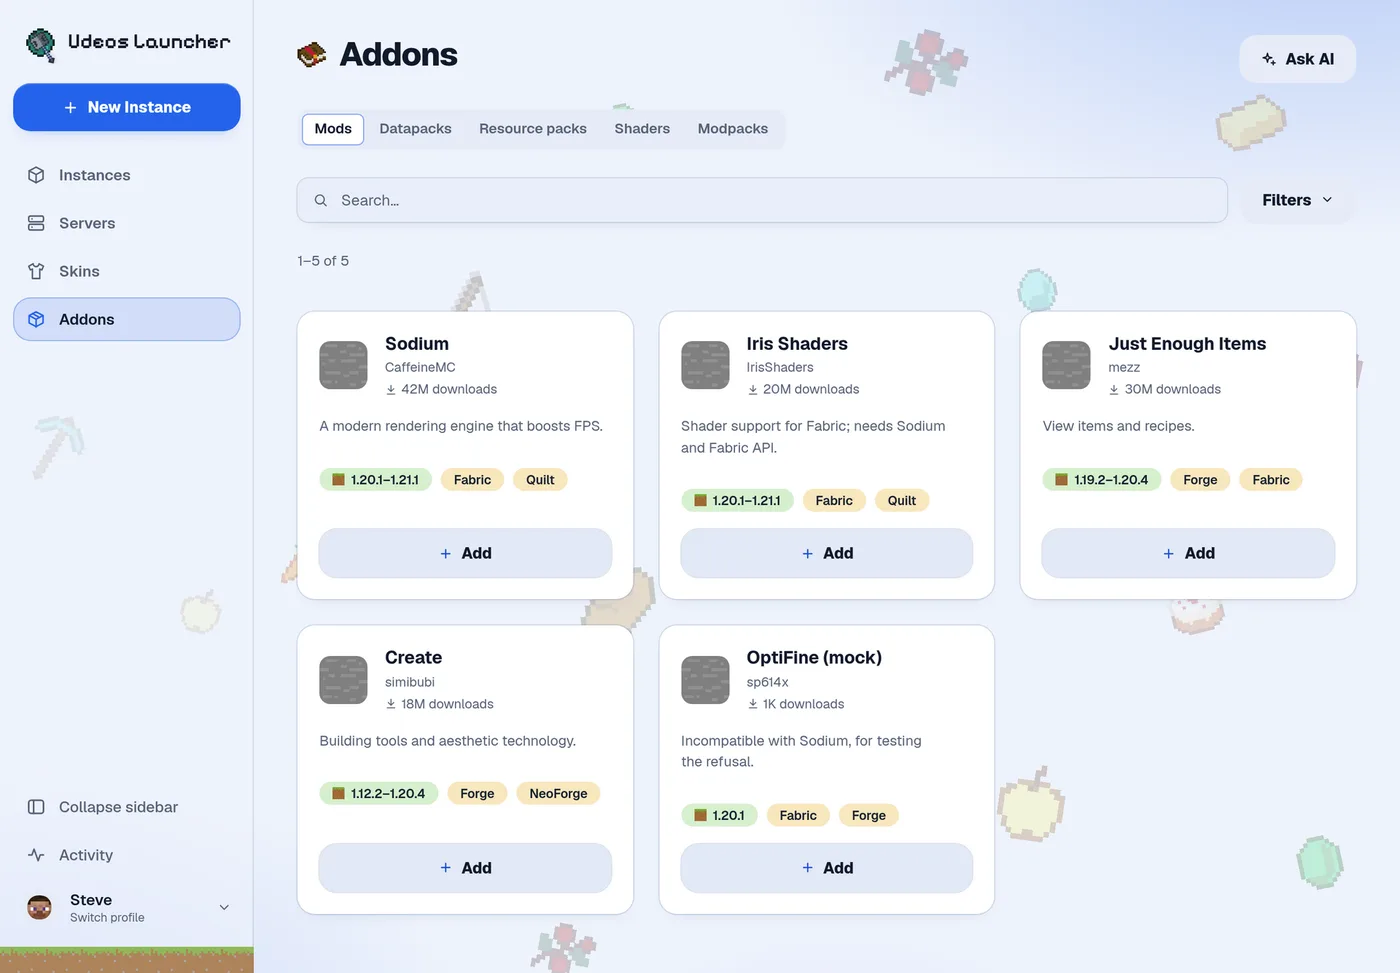 Udeos Launcher
New Instance
Instances
Servers
Skins
Addons
Collapse sidebar
Activity
Steve
Switch profile
Addons
Ask AI
Mods
Datapacks
Resource packs
Shaders
Modpacks
Search...
Filters
1–5 of 5
Sodium
CaffeineMC
42M downloads
A modern rendering engine that boosts FPS.
1.20.1–1.21.1
Fabric
Quilt
Add
Iris Shaders
IrisShaders
20M downloads
Shader support for Fabric; needs Sodium
and Fabric API.
1.20.1–1.21.1
Fabric
Quilt
Add
Just Enough Items
mezz
30M downloads
View items and recipes.
1.19.2–1.20.4
Forge
Fabric
Add
Create
simibubi
18M downloads
Building tools and aesthetic technology.
1.12.2–1.20.4
Forge
NeoForge
Add
OptiFine (mock)
sp614x
1K downloads
Incompatible with Sodium, for testing
the refusal.
1.20.1
Fabric
Forge
Add